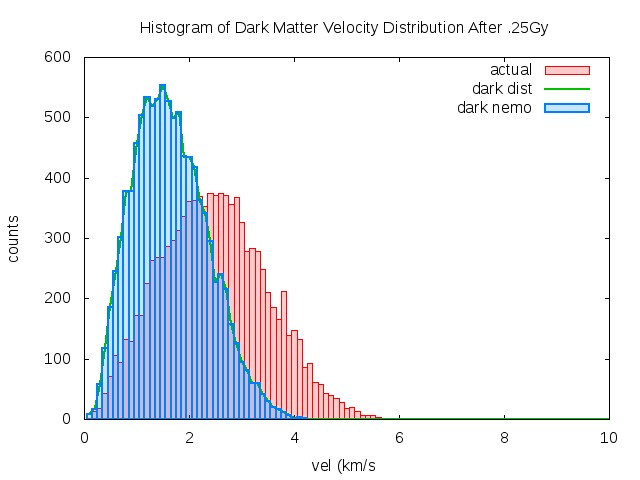 Histogram of Dark Matter Velocity Distribution After .25Gy
600
500
400
300
200
100
0
counts
actual
dark dist
dark nemo
0 2 4 6 8 10
vel (km/s